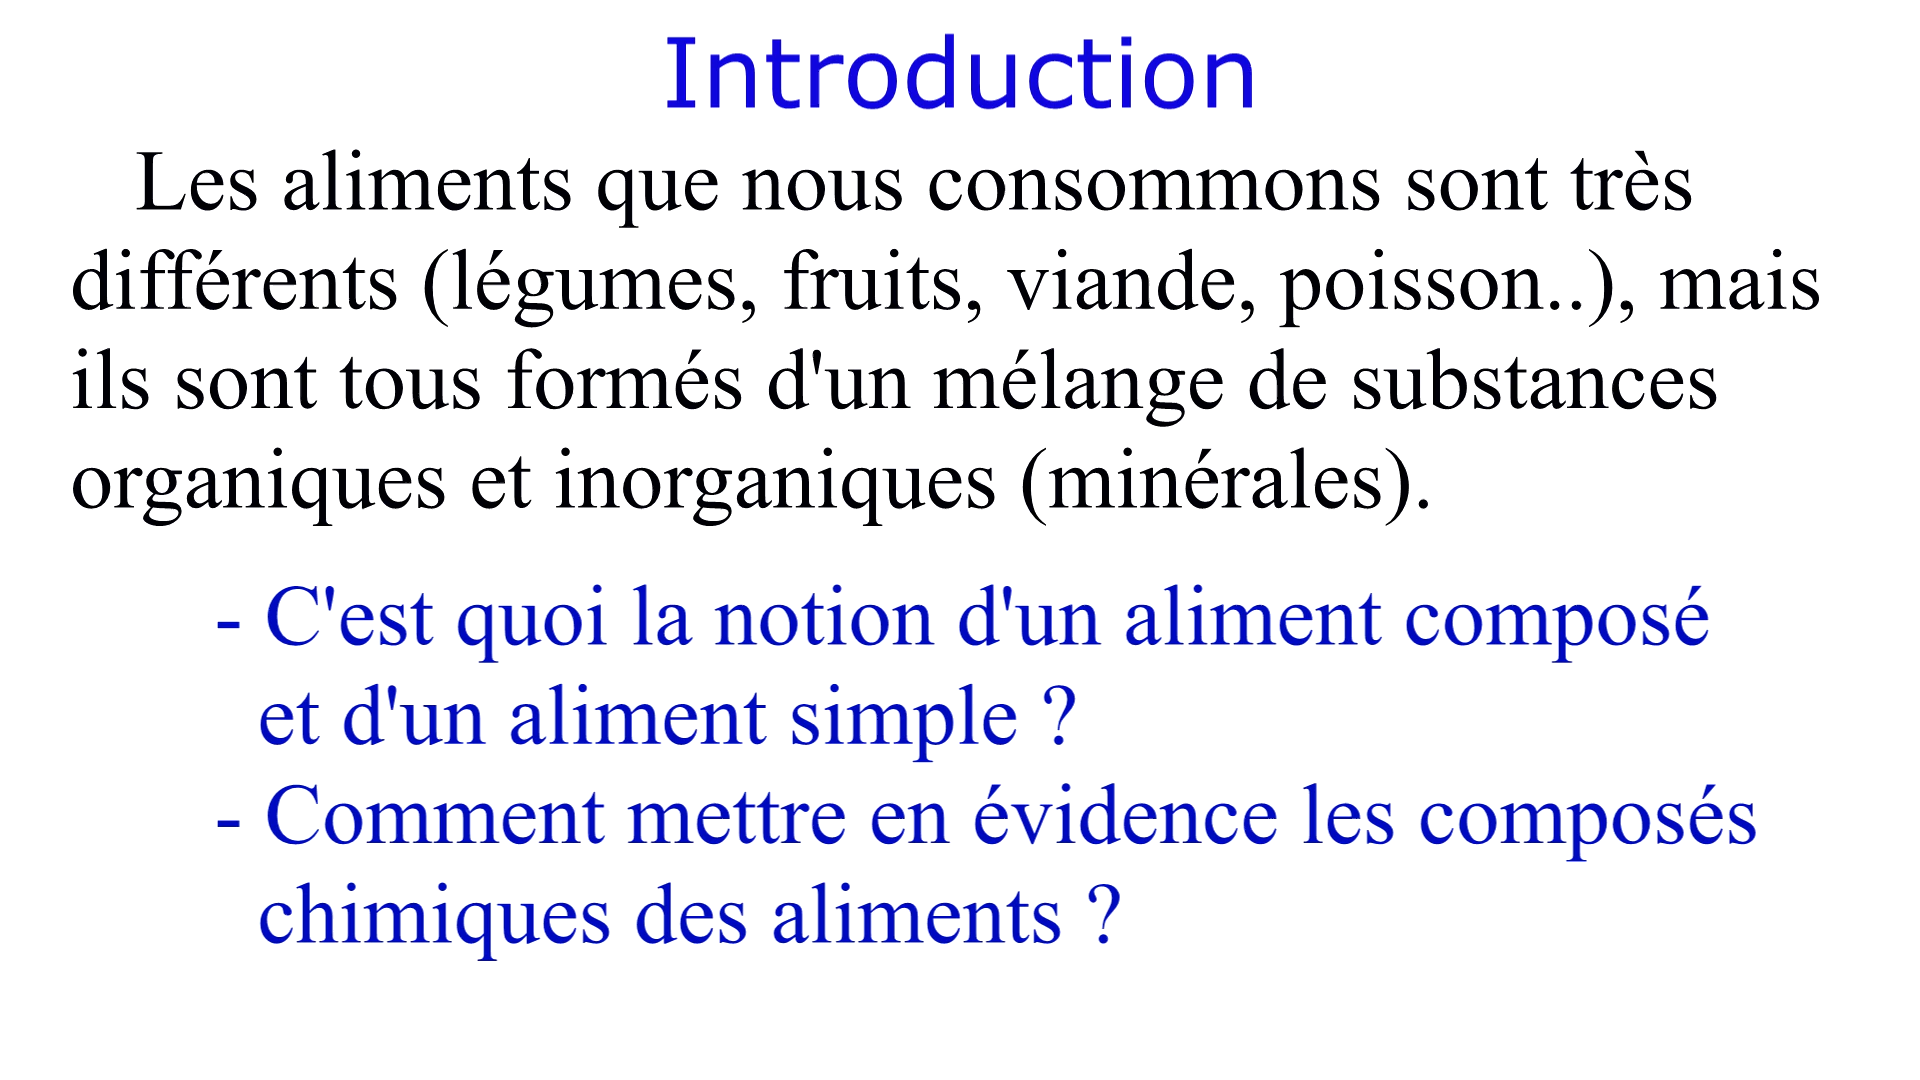 Introduction
Les aliments que nous consommons sont très
différents (légumes, fruits, viande, poisson..), mais
ils sont tous formés d'un mélange de substances
organiques et inorganiques (minérales).
- C'est quoi la notion d'un aliment composé
et d'un aliment simple ?
- Comment mettre en évidence les composés
chimiques des aliments ?